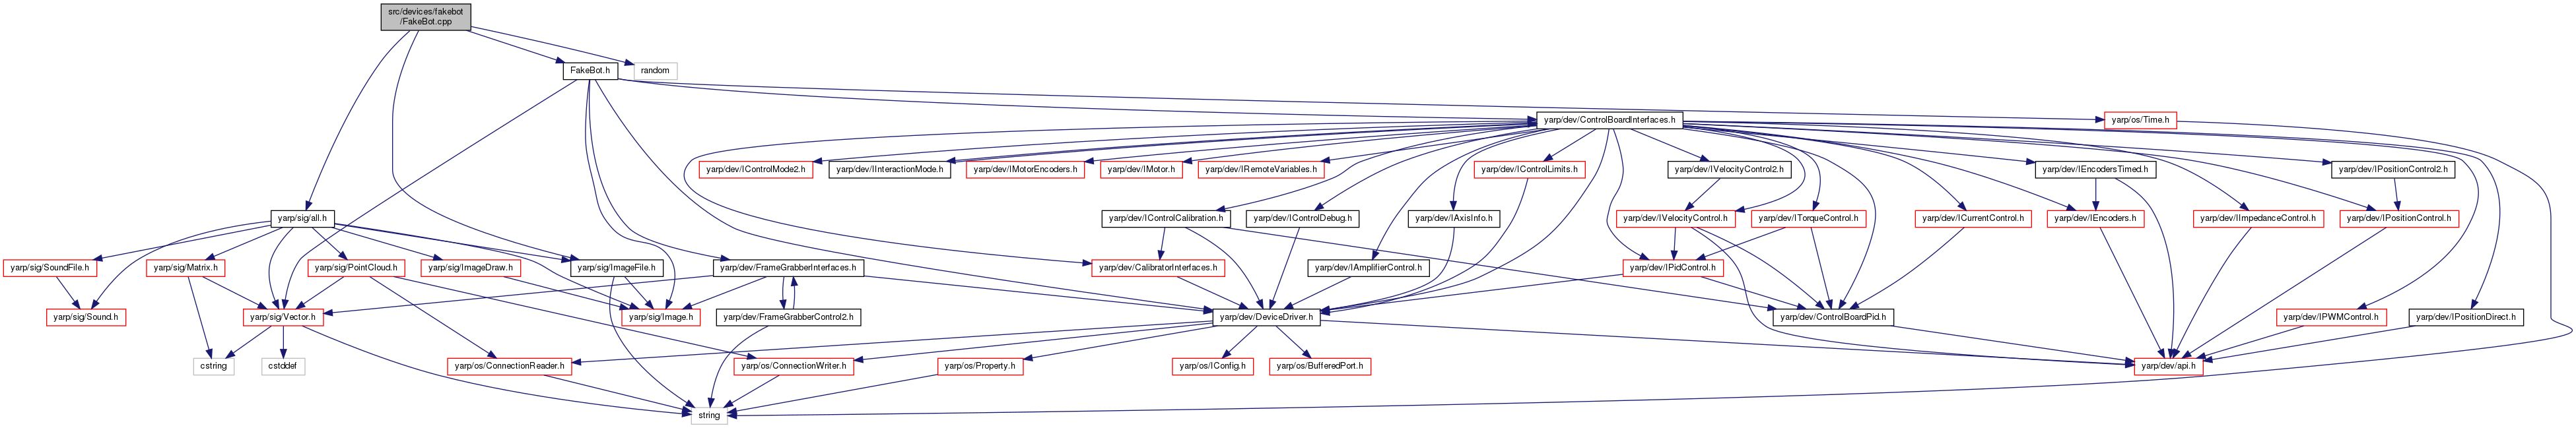 src/devices/fakebot
/FakeBot.cpp
FakeBot.h
random
yarp/dev/ControlBoardInterfaces.h
yarp/os/Time.h
yarp/dev/IControlMode2.h
yarp/dev/IInteractionMode.h
yarp/dev/IMotorEncoders.h
yarp/dev/IMotor.h
yarp/dev/IRemoteVariables.h
yarp/dev/IControlLimits.h
yarp/dev/IVelocityControl2.h
yarp/dev/IEncodersTimed.h
yarp/dev/IPositionControl2.h
yarp/sig/all.h
yarp/dev/IControlCalibration.h
yarp/dev/IControlDebug.h
yarp/dev/IAxisInfo.h
yarp/dev/IVelocityControl.h
yarp/dev/ITorqueControl.h
yarp/dev/ICurrentControl.h
yarp/dev/IEncoders.h
yarp/dev/IImpedanceControl.h
yarp/dev/IPositionControl.h
yarp/sig/SoundFile.h
yarp/sig/Matrix.h
yarp/sig/PointCloud.h
yarp/sig/ImageDraw.h
yarp/sig/ImageFile.h
yarp/dev/FrameGrabberInterfaces.h
yarp/dev/CalibratorInterfaces.h
yarp/dev/IAmplifierControl.h
yarp/dev/IPidControl.h
yarp/sig/Sound.h
yarp/sig/Vector.h
yarp/sig/Image.h
yarp/dev/FrameGrabberControl2.h
yarp/dev/DeviceDriver.h
yarp/dev/ControlBoardPid.h
yarp/dev/IPWMControl.h
yarp/dev/IPositionDirect.h
cstring
cstddef
yarp/os/ConnectionReader.h
yarp/os/ConnectionWriter.h
yarp/os/Property.h
yarp/os/IConfig.h
yarp/os/BufferedPort.h
yarp/dev/api.h
string